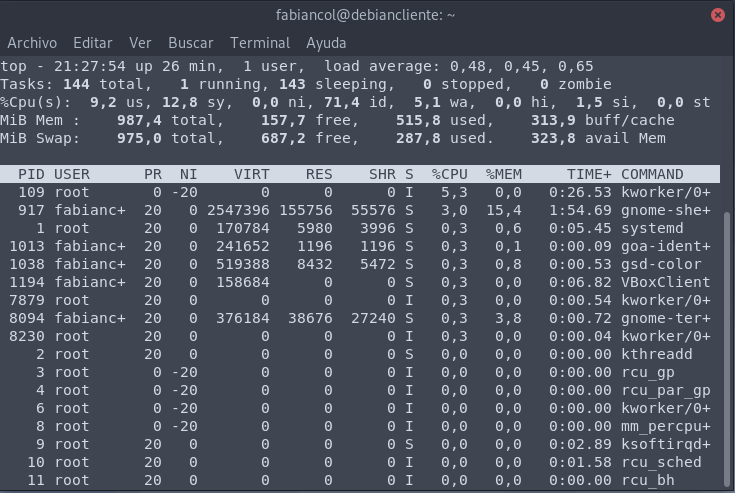 fabiancol@debiancliente: ~
Archivo Editar Ver Buscar Terminal Ayuda
top - 21:27:54 up 26 min,  1 user,  load average: 0,48, 0,45, 0,65
Tasks: 144 total,   1 running, 143 sleeping,   0 stopped,   0 zombie
%Cpu(s):  9,2 us, 12,8 sy,  0,0 ni, 71,4 id,  5,1 wa,  0,0 hi,  1,5 si,  0,0 st
MiB Mem :    987,4 total,    157,7 free,    515,8 used,    313,9 buff/cache
MiB Swap:    975,0 total,    687,2 free,    287,8 used.    323,8 avail Mem
PID USER      PR  NI    VIRT    RES    SHR S  %CPU  %MEM     TIME+ COMMAND
109 root       0 -20       0      0      0 I   5,3   0,0   0:26.53 kworker/0+
917 fabianc+  20   0 2547396 155756  55576 S   3,0  15,4   1:54.69 gnome-she+
1 root      20   0  170784   5980   3996 S   0,3   0,6   0:05.45 systemd
1013 fabianc+  20   0  241652   1196   1196 S   0,3   0,1   0:00.09 goa-ident+
1038 fabianc+  20   0  519388   8432   5472 S   0,3   0,8   0:00.53 gsd-color
1194 fabianc+  20   0  158684      0      0 S   0,3   0,0   0:06.82 VBoxClient
7879 root      20   0       0      0      0 I   0,3   0,0   0:00.54 kworker/0+
8094 fabianc+  20   0  376184  38676  27240 S   0,3   3,8   0:00.72 gnome-ter+
8230 root      20   0       0      0      0 I   0,3   0,0   0:00.04 kworker/0+
2 root      20   0       0      0      0 S   0,0   0,0   0:00.00 kthreadd
3 root       0 -20       0      0      0 I   0,0   0,0   0:00.00 rcu_gp
4 root       0 -20       0      0      0 I   0,0   0,0   0:00.00 rcu_par_gp
6 root       0 -20       0      0      0 I   0,0   0,0   0:00.00 kworker/0+
8 root       0 -20       0      0      0 I   0,0   0,0   0:00.00 mm_percpu+
9 root      20   0       0      0      0 S   0,0   0,0   0:02.89 ksoftirqd+
10 root      20   0       0      0      0 I   0,0   0,0   0:01.58 rcu_sched
11 root      20   0       0      0      0 I   0,0   0,0   0:00.00 rcu_bh